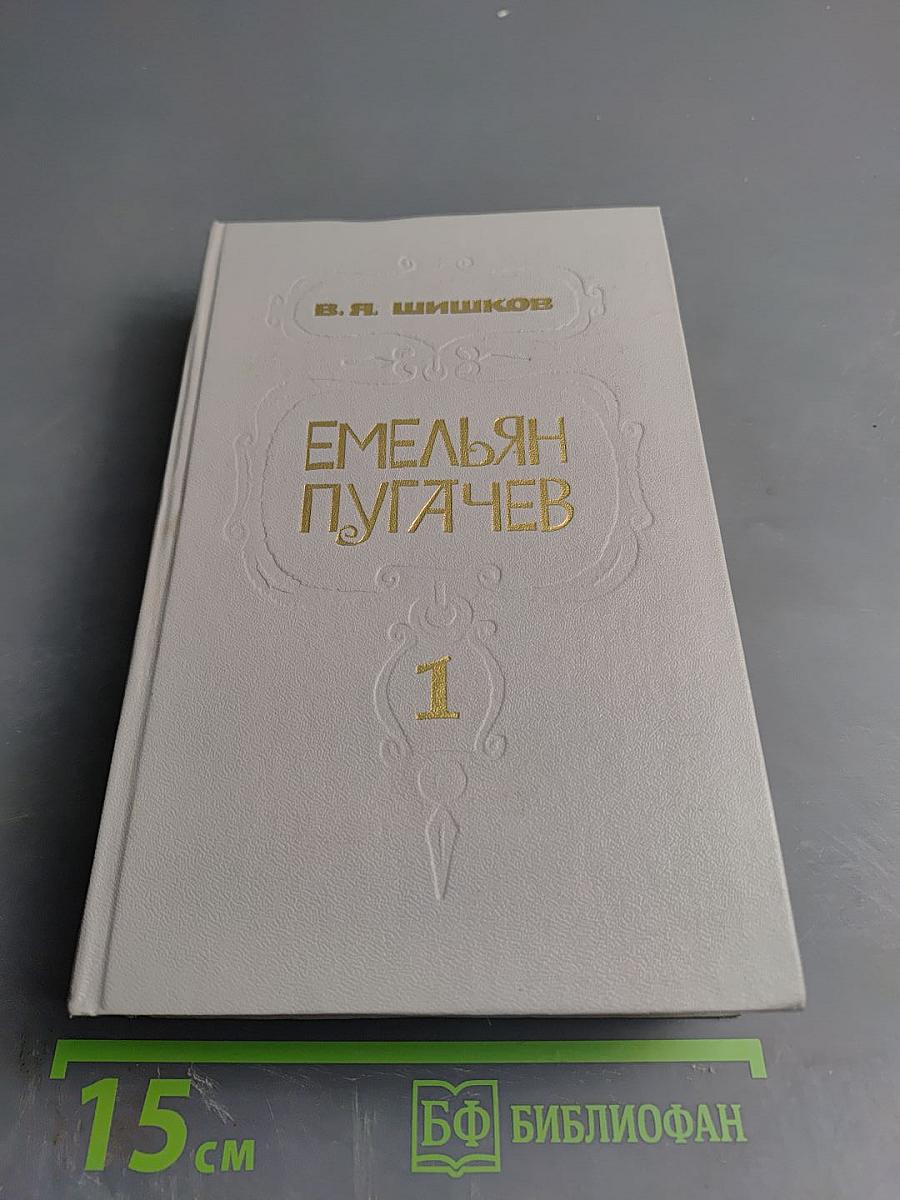 В. Я. ШИШКОВ
ЕМЕЛЬЯН
ПУГАЧЕВ
1
15 см
БФ БИБЛИОФАН